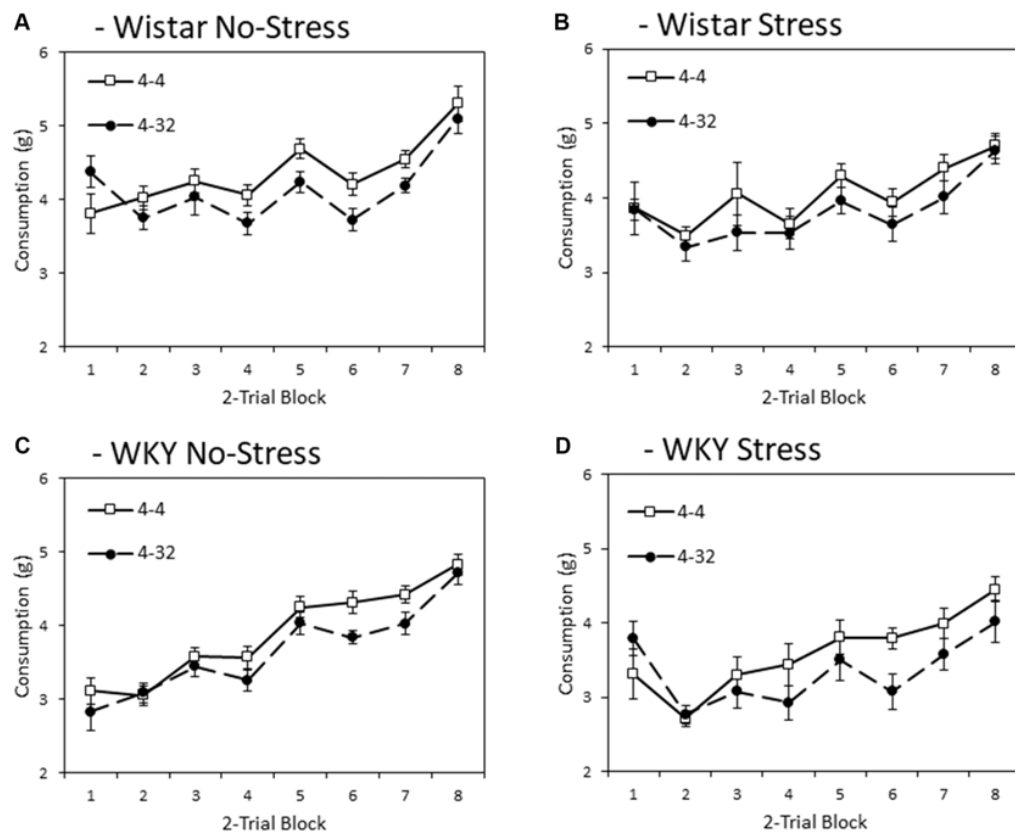 A
- Wistar No-Stress
6
5
4
3
2
Consumption (g)
4-4
4-32
1 2 3 4 5 6 7 8
2-Trial Block
B
- Wistar Stress
6
5
4
3
2
Consumption (g)
4-4
4-32
1 2 3 4 5 6 7 8
2-Trial Block
C
- WKY No-Stress
6
5
4
3
2
Consumption (g)
4-4
4-32
1 2 3 4 5 6 7 8
2-Trial Block
D
- WKY Stress
6
5
4
3
2
Consumption (g)
4-4
4-32
1 2 3 4 5 6 7 8
2-Trial Block